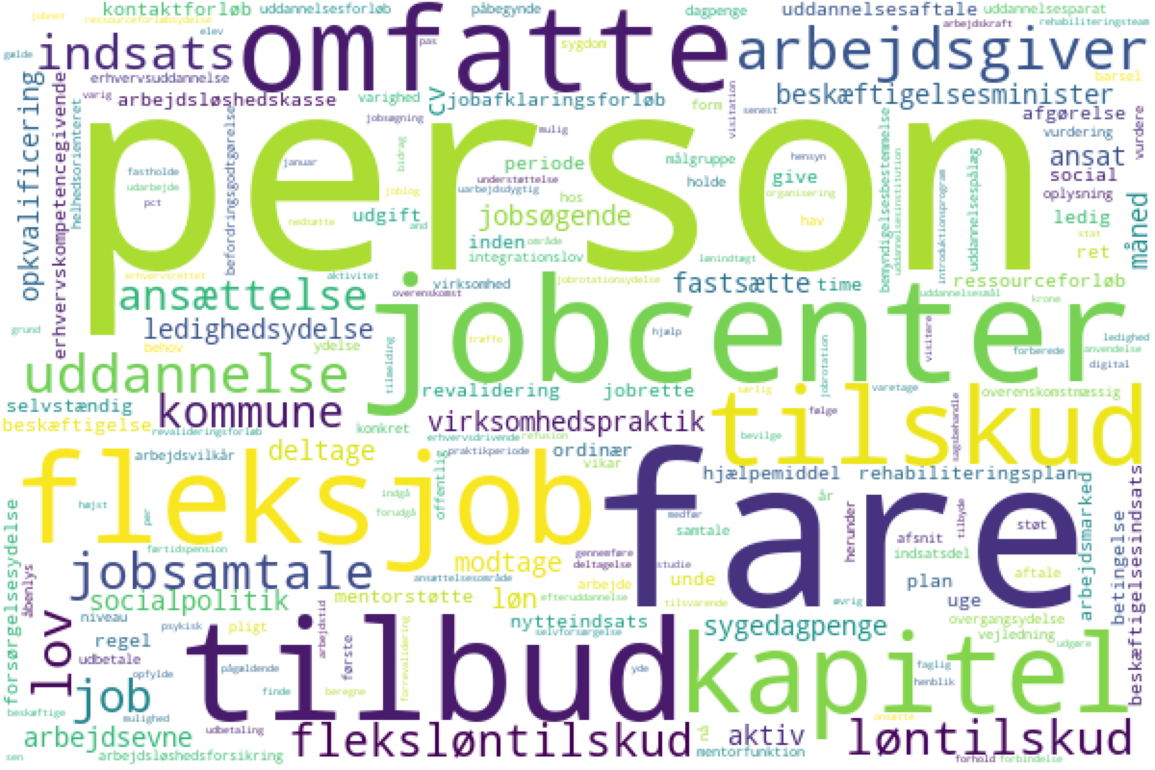 kontaktforløb
uddannelsesforløb
påbegynde
dagpenge
uddannelsesaftale
uddannelsesparat
jobnet
ressourceforløbsydelse
elev
pas
sygdom
arbejdskraft
rehabiliteringsteam
gælde
indsats
omfatte
arbejdsgiver
erhvervsuddannelse
barsel
varig
arbejdsløshedskasse
varighed
cv
jobafklaringsforløb
form
visitation
beskæftigelsesminister
senest
afgørelse
vurdere
opkvalificering
erhvervskompetencegivende
helhedsorienteret
person
befordringsgodtgørelse
jobsøgning
mulig
vurdering
januar
bidrag
periode
målgruppe
hensyn
ansat
fastholde
understøttelse
give
social
udarbejde
pct
joblog
uarbejdsdygtig
holde
organisering
oplysning
hos
bemyndigelsesbestemmelse
uddannelsesinstitution
introduktionsprogram
uddannelsespålæg
udgift
jobsøgende
hav
ledig
måned
nedsætte
and
stat
inden
område
ret
integrationslov
lønindtægt
erhvervsrettet
aktivitet
virksomhed
jobrotationsydelse
fastsætte
time
ressourceforløb
ansættelse
overenskomst
jobcenter
uddannelsesmål
krone
grund
ledighedsydelse
hjælp
visitere
ledighed
behov
ydelse
tilmelding
træffe
jobrotation
forberede
anvendelse
uddannelse
digital
revalidering
jobrette
særlig
varetage
overenskomstmæssig
selvstændig
kommune
tilskud
beskæftigelse
revalideringsforløb
konkret
virksomhedspraktik
følge
sagsbehandle
erhvervsdrivende
refusion
bevilge
deltage
arbejdsvilkår
offentlig
praktikperiode
ordinær
vikar
hjælpemiddel
rehabiliteringsplan
fleksjob
fare
indgå
år
arbejdsmarked
beskæftigelsesindsats
højst
per
forudgå
medfør
samtale
herunder
tilbyde
støt
betingelse
forsørgelsesydelse
førtidspension
afsnit
indsatsdel
jobsamtale
modtage
gennemføre
deltagelse
studie
åbenlys
ansættelsesområde
arbejde
unde
plan
aftale
socialpolitik
mentorstøtte
løn
efteruddannelse
tilsvarende
uge
lov
niveau
psykisk
pligt
arbejdstid
nytteindsats
øvrig
sygedagpenge
overgangsydelse
regel
første
forrevalidering
selvforsørgelse
vejledning
udgøre
udbetale
tilbud
kapitel
opfylde
pågældende
yde
faglig
job
finde
beregne
henblik
beskæftige
mulighed
ansætte
udbetaling
arbejdsevne
fleksløntilskud
få
aktiv
løntilskud
sen
arbejdsløshedsforsikring
mentorfunktion
forhold
forbindelse